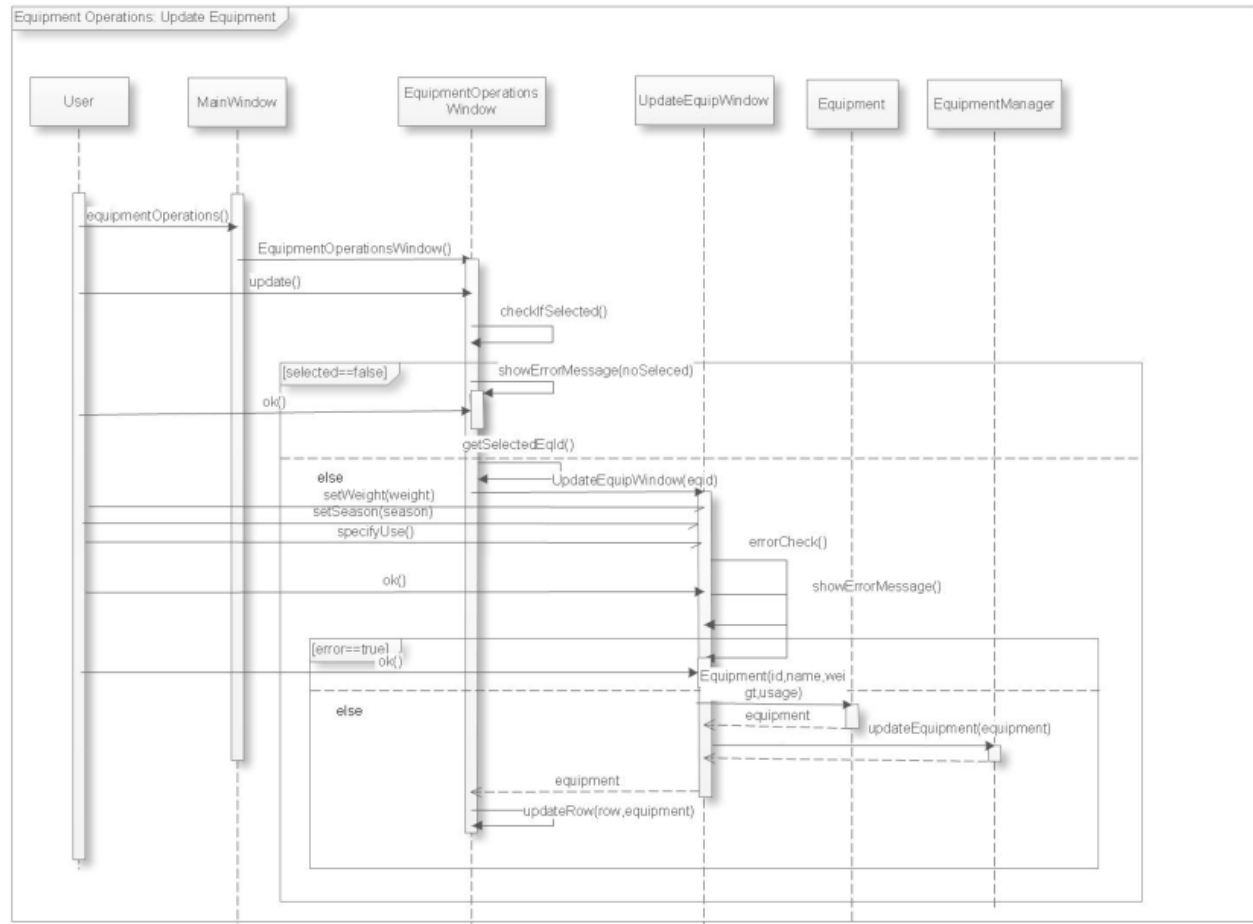 Equipment Operations: Update Equipment
User
MainWindow
EquipmentOperations
Window
UpdateEquipWindow
Equipment
EquipmentManager
equipmentOperations()
EquipmentOperationsWindow()
update()
checkIfSelected()
[selected==false]
showErrorMessage(noSeleced)
ok()
getSelectedEqId()
else
UpdateEquipWindow(eqid)
setWeight(weight)
setSeason(season)
specifyUse()
errorCheck()
ok()
showErrorMessage()
[error==true]
ok()
Equipment(id,name,wei
gt,usage)
else
equipment
updateEquipment(equipment)
equipment
updateRow(row,equipment)